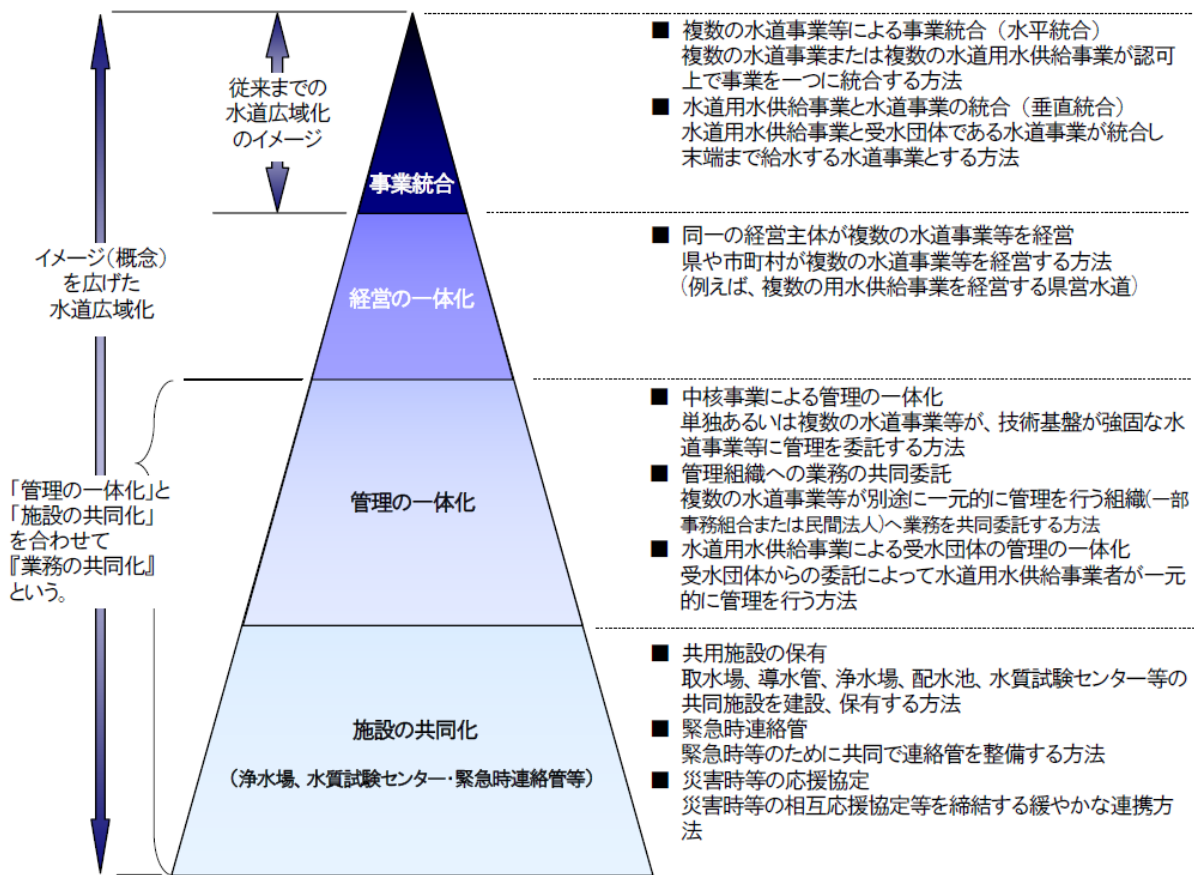 従来までの
水道広域化
のイメージ
イメージ（概念）
を広げた
水道広域化
「管理の一体化」と
「施設の共同化」
を合わせて
『業務の共同化』
という。
事業統合
経営の一体化
管理の一体化
施設の共同化
（浄水場、水質試験センター・緊急時連絡管等）
■ 複数の水道事業等による事業統合（水平統合）
複数の水道事業または複数の水道用水供給事業が認可
上で事業を一つに統合する方法
■ 水道用水供給事業と水道事業の統合（垂直統合）
水道用水供給事業と受水団体である水道事業が統合し
末端まで給水する水道事業とする方法
■ 同一の経営主体が複数の水道事業等を経営
県や市町村が複数の水道事業等を経営する方法
（例えば、複数の用水供給事業を経営する県営水道）
■ 中核事業による管理の一体化
単独あるいは複数の水道事業等が、技術基盤が強固な水
道事業等に管理を委託する方法
■ 管理組織への業務の共同委託
複数の水道事業等が別途に一元的に管理を行う組織（一部
事務組合または民間法人）へ業務を共同委託する方法
■ 水道用水供給事業による受水団体の管理の一体化
受水団体からの委託によって水道用水供給事業者が一元
的に管理を行う方法
■ 共用施設の保有
取水場、導水管、浄水場、配水池、水質試験センター等の
共同施設を建設、保有する方法
■ 緊急時連絡管
緊急時等のために共同で連絡管を整備する方法
■ 災害時等の応援協定
災害時等の相互応援協定等を締結する緩やかな連携方
法